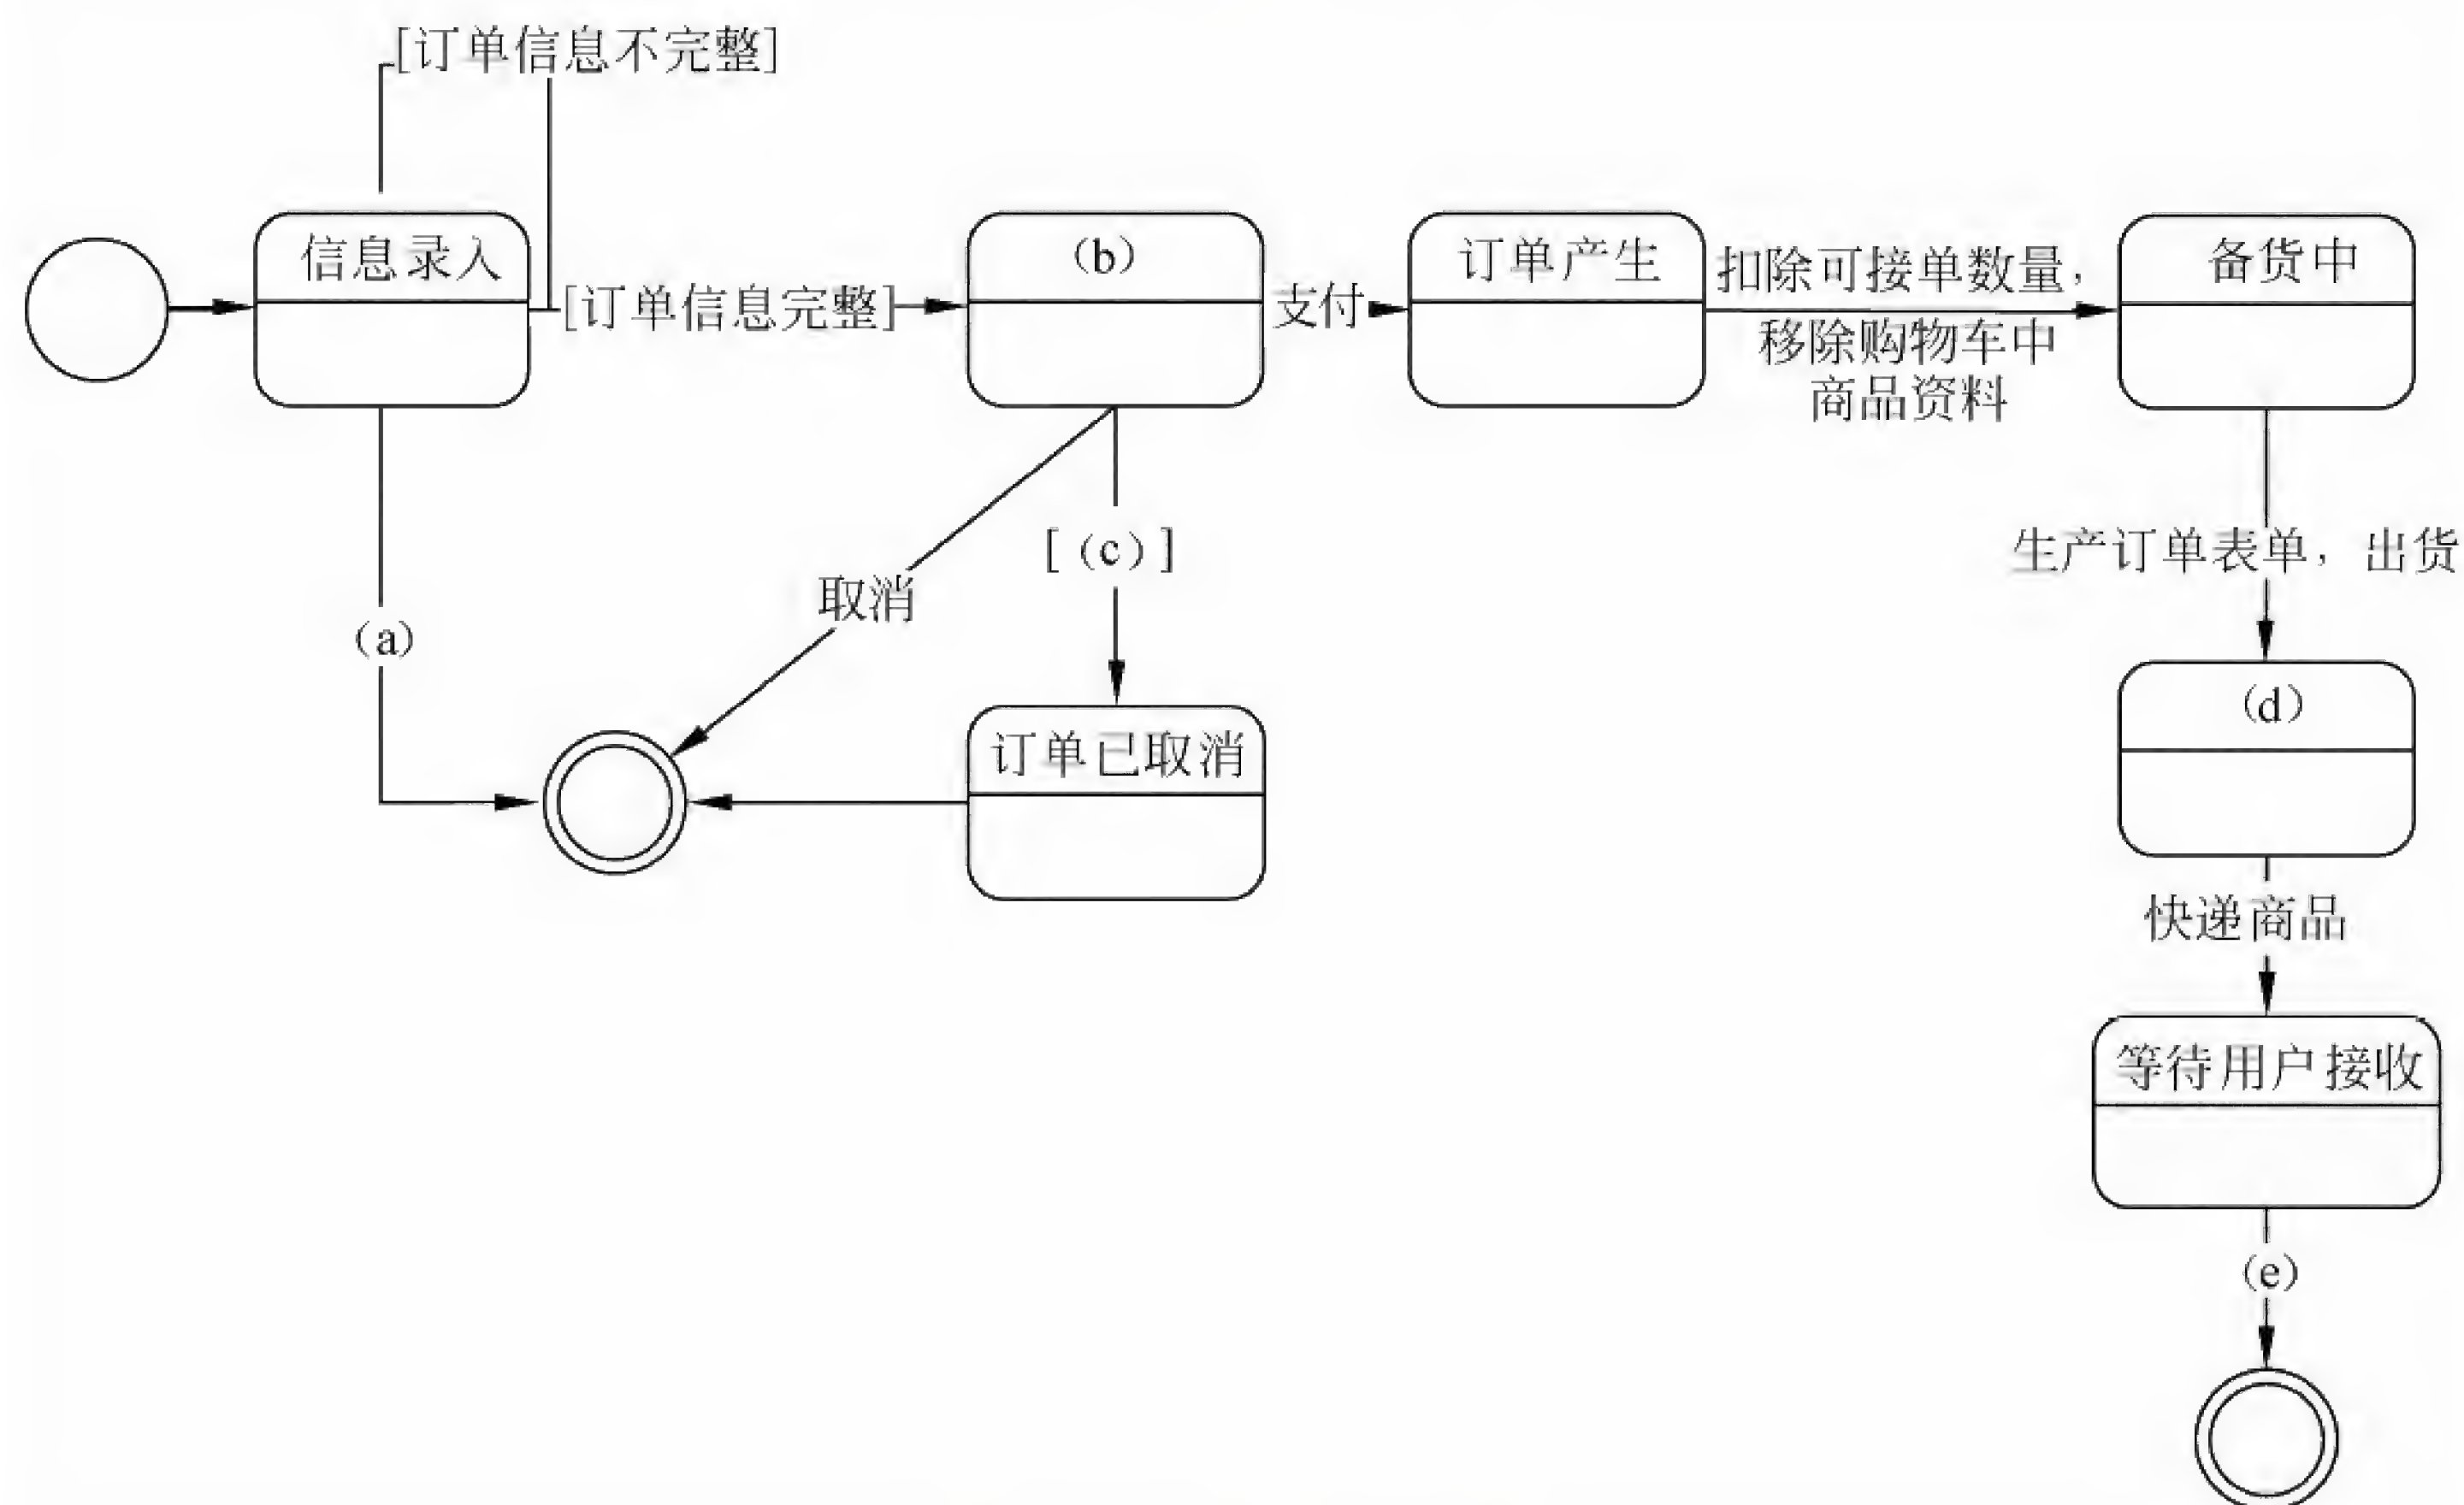 [订单信息不完整]
信息录入
[订单信息完整]
(b)
支付
订单产生
扣除可接单数量，
移除购物车中
商品资料
备货中
(a)
取消
[(c)]
生产订单表单，出货
订单已取消
(d)
快递商品
等待用户接收
(e)